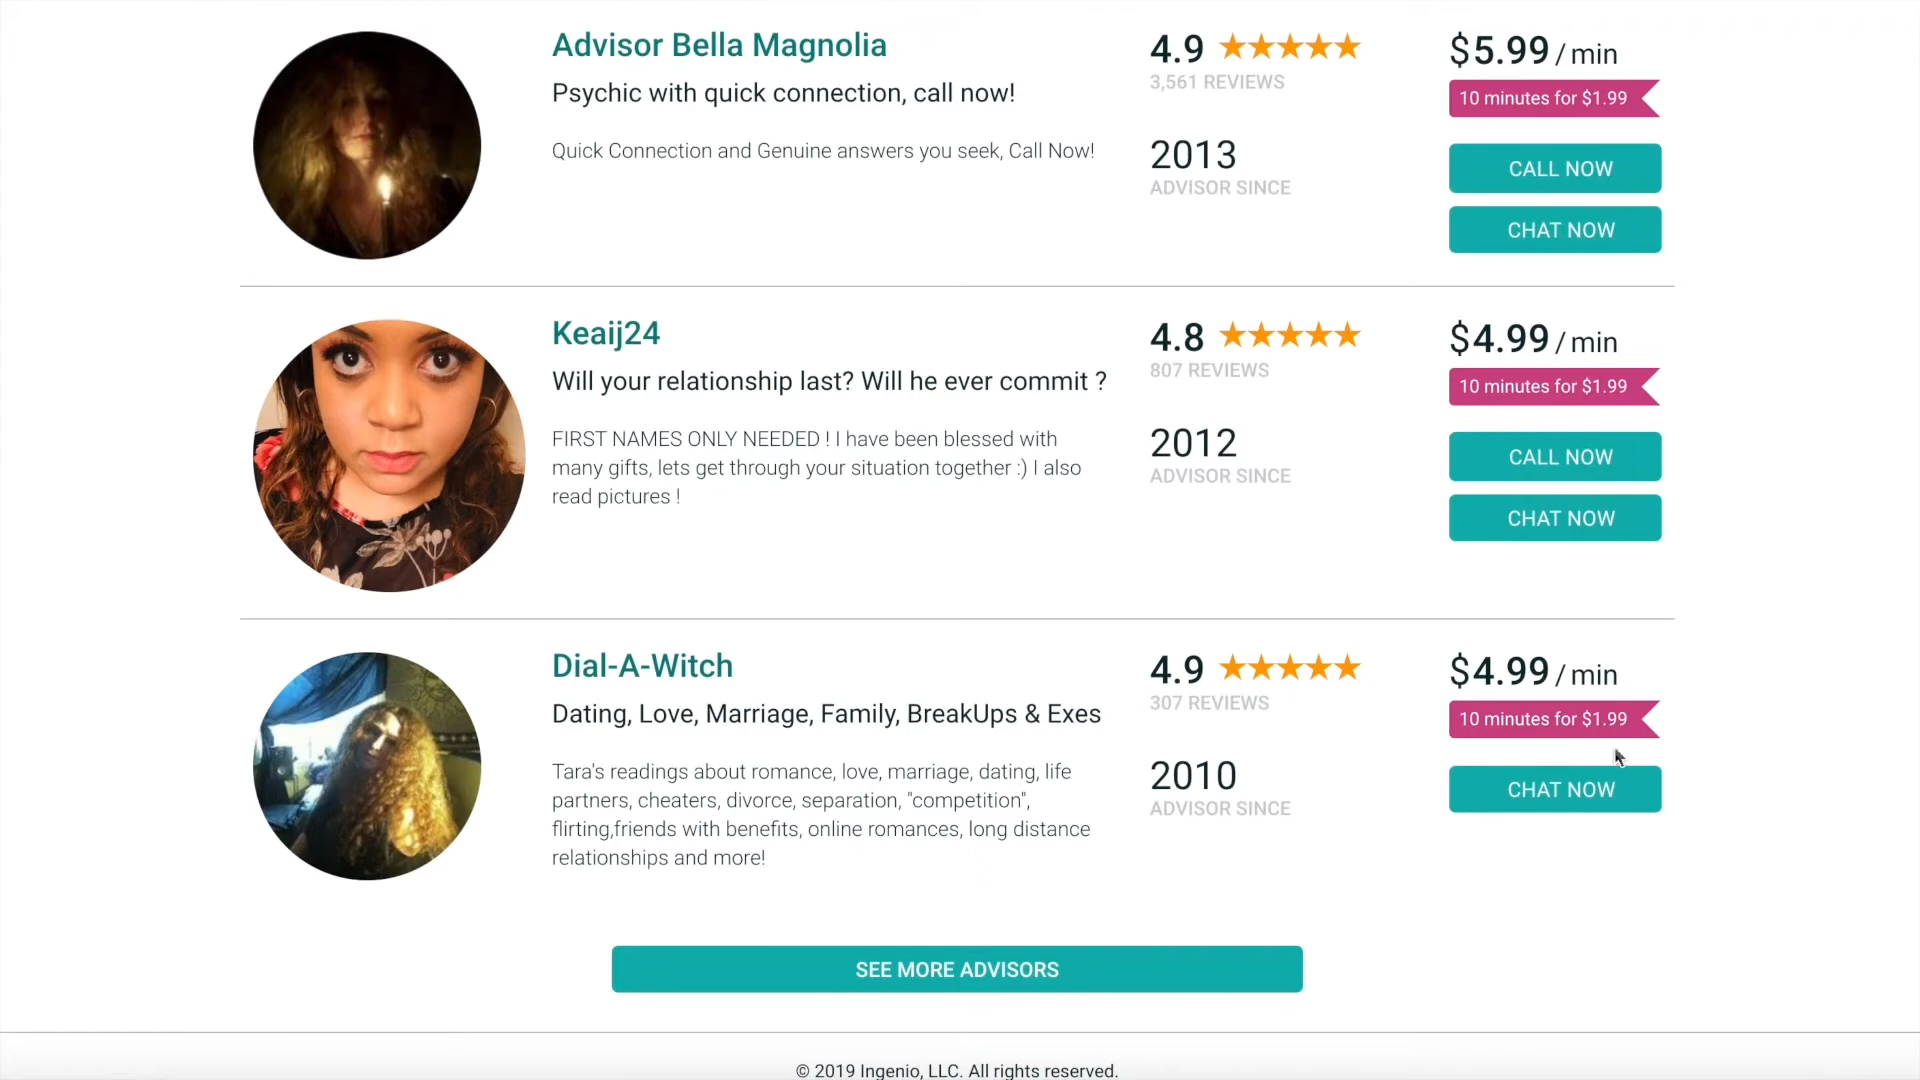 Advisor Bella Magnolia
Psychic with quick connection, call now!
Quick Connection and Genuine answers you seek, Call Now!
4.9
3,561 REVIEWS
2013
ADVISOR SINCE
$5.99 / min
10 minutes for $1.99
CALL NOW
CHAT NOW
Keaij24
Will your relationship last? Will he ever commit ?
FIRST NAMES ONLY NEEDED ! I have been blessed with
many gifts, lets get through your situation together :) I also
read pictures !
4.8
807 REVIEWS
2012
ADVISOR SINCE
$4.99 / min
10 minutes for $1.99
CALL NOW
CHAT NOW
Dial-A-Witch
Dating, Love, Marriage, Family, BreakUps & Exes
Tara's readings about romance, love, marriage, dating, life
partners, cheaters, divorce, separation, "competition",
flirting,friends with benefits, online romances, long distance
relationships and more!
4.9
307 REVIEWS
2010
ADVISOR SINCE
$4.99 / min
10 minutes for $1.99
CHAT NOW
SEE MORE ADVISORS
© 2019 Ingenio, LLC. All rights reserved.